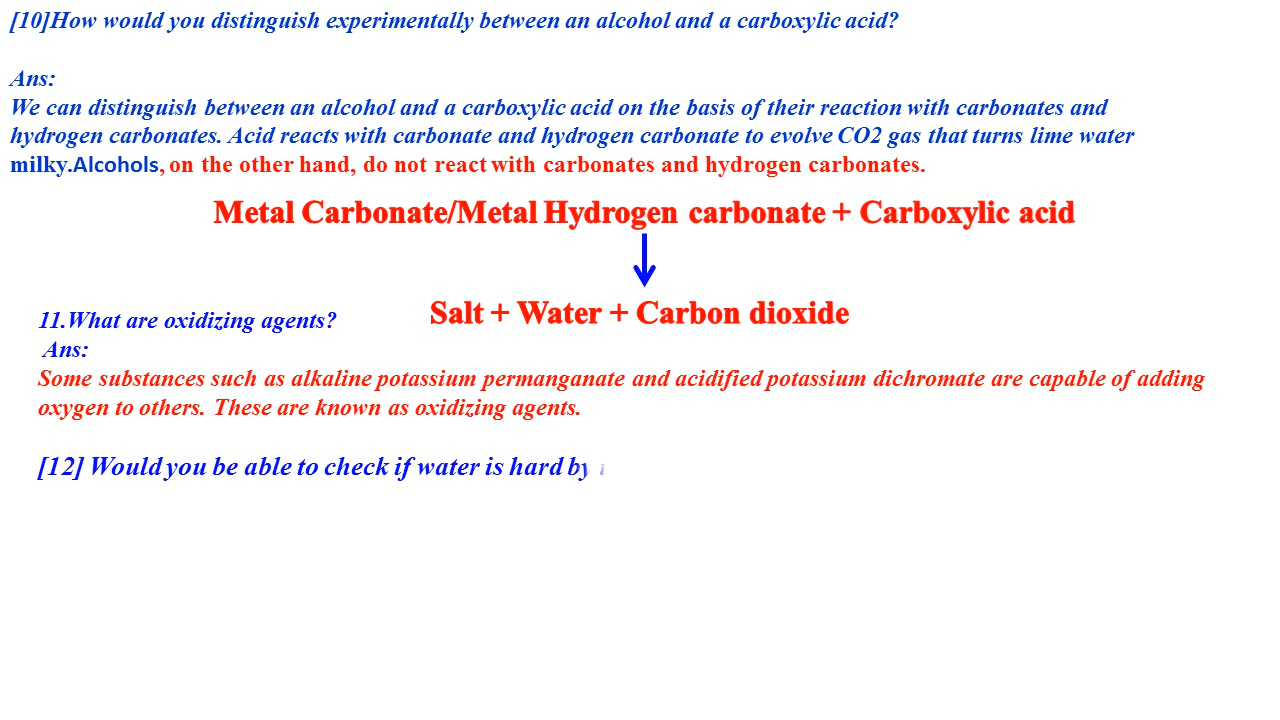 [10]How would you distinguish experimentally between an alcohol and a carboxylic acid?
Ans:
We can distinguish between an alcohol and a carboxylic acid on the basis of their reaction with carbonates and
hydrogen carbonates. Acid reacts with carbonate and hydrogen carbonate to evolve CO2 gas that turns lime water
milky.Alcohols, on the other hand, do not react with carbonates and hydrogen carbonates.
Metal Carbonate/Metal Hydrogen carbonate + Carboxylic acid
Salt + Water + Carbon dioxide
11.What are oxidizing agents?
Ans:
Some substances such as alkaline potassium permanganate and acidified potassium dichromate are capable of adding
oxygen to others. These are known as oxidizing agents.
[12] Would you be able to check if water is hard by